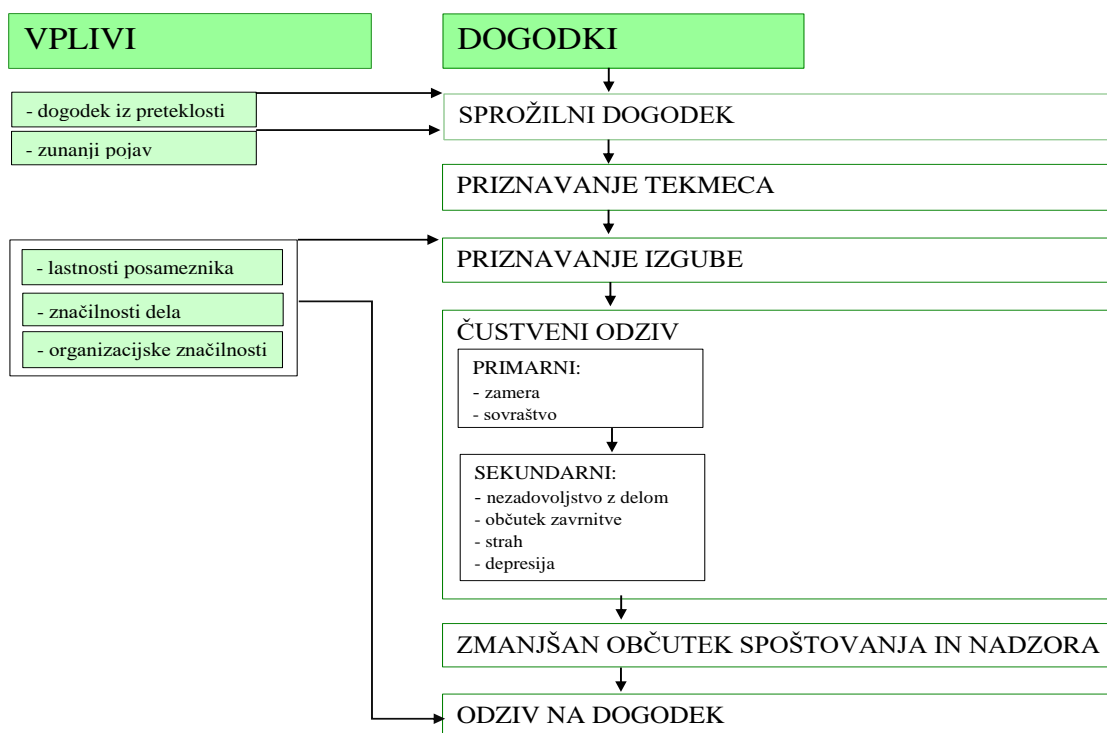 VPLIVI
DOGODKI
- dogodek iz preteklosti
- zunanji pojav
SPROŽILNI DOGODEK
PRIZNAVANJE TEKMECA
- lastnosti posameznika
- značilnosti dela
- organizacijske značilnosti
PRIZNAVANJE IZGUBE
ČUSTVENI ODZIV
PRIMARNI:
- zamera
- sovraštvo
SEKUNDARNI:
- nezadovoljstvo z delom
- občutek zavrnitve
- strah
- depresija
ZMANJŠAN OBČUTEK SPOŠTOVANJA IN NADZORA
ODZIV NA DOGODEK